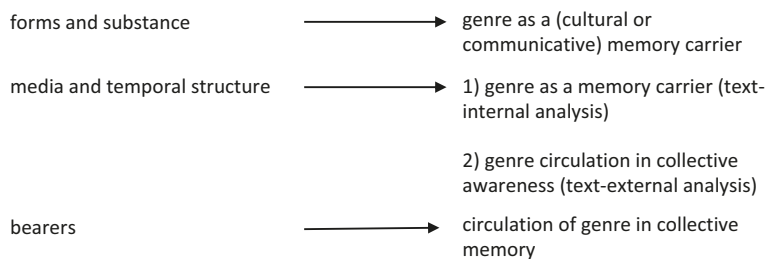 forms and substance
genre as a (cultural or
communicative) memory carrier
media and temporal structure
1) genre as a memory carrier (text-
internal analysis)
2) genre circulation in collective
awareness (text-external analysis)
bearers
circulation of genre in collective
memory